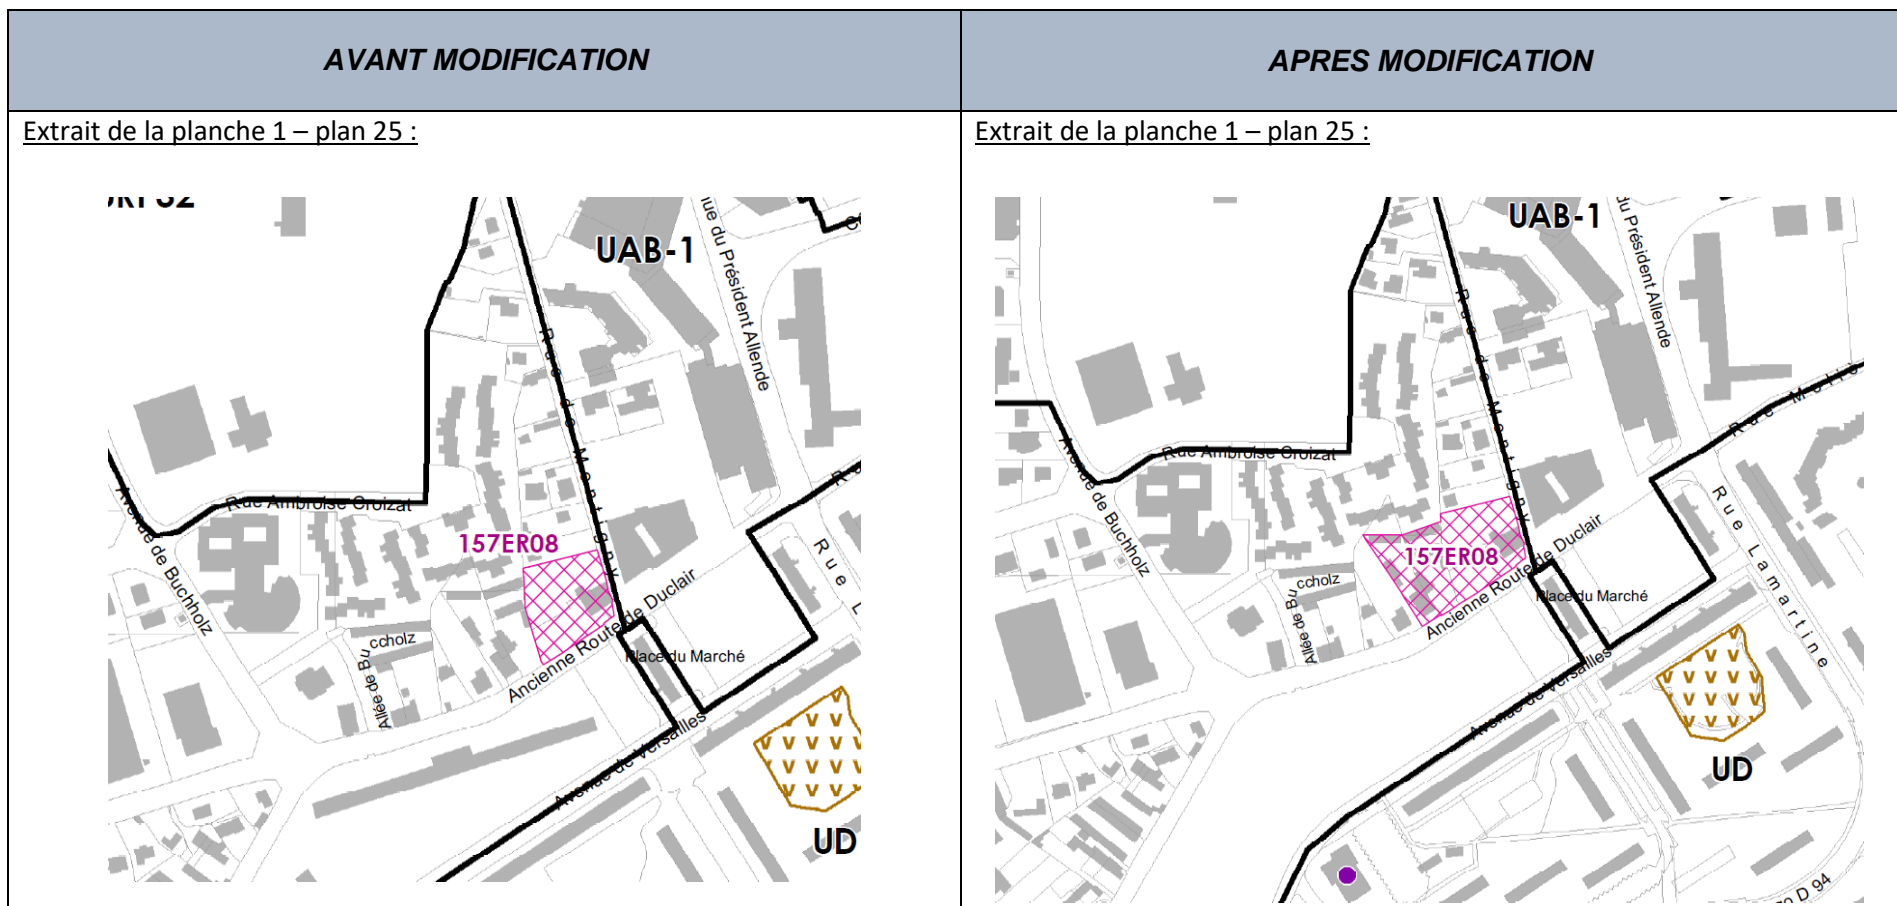 AVANT MODIFICATION
APRES MODIFICATION
Extrait de la planche 1 – plan 25 :
UAB-1
du Président Allende
Rue de Montigny
Rue Ambroise Croizat
Avenue de Buchholz
157ER08
Rue L
Allée de Buccholz
Ancienne Route de Duclair
Place du Marché
Avenue de Versailles
UD
Extrait de la planche 1 – plan 25 :
UAB-1
du Président Allende
Rue de Montigny
Rue Ambroise Croizat
Avenue de Buchholz
157ER08
Rue Lamartine
Allée de Buccholz
Ancienne Route de Duclair
Place du Marché
Avenue de Versailles
UD
D 94